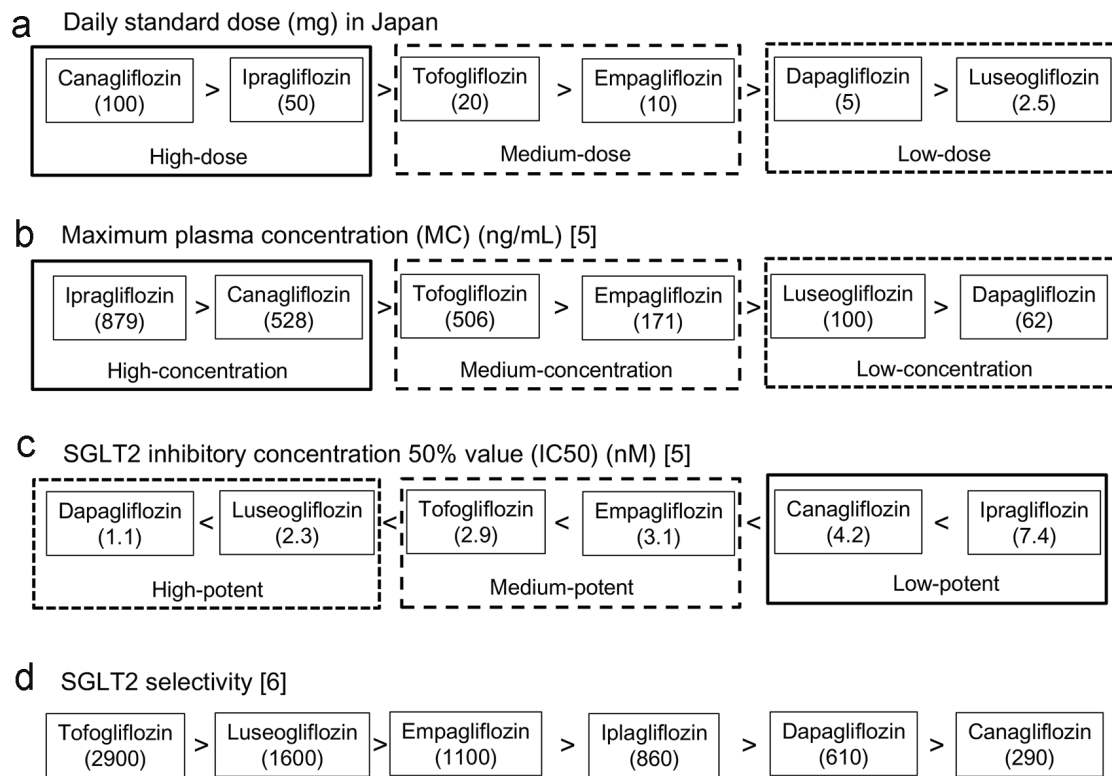 a Daily standard dose (mg) in Japan
Canagliflozin > Ipragliflozin > Tofogliflozin > Empagliflozin > Dapagliflozin > Luseogliflozin
(100) (50) (20) (10) (5) (2.5)
High-dose Medium-dose Low-dose
b Maximum plasma concentration (MC) (ng/mL) [5]
Ipragliflozin > Canagliflozin > Tofogliflozin > Empagliflozin > Luseogliflozin > Dapagliflozin
(879) (528) (506) (171) (100) (62)
High-concentration Medium-concentration Low-concentration
c SGLT2 inhibitory concentration 50% value (IC50) (nM) [5]
Dapagliflozin < Luseogliflozin < Tofogliflozin < Empagliflozin < Canagliflozin < Ipragliflozin
(1.1) (2.3) (2.9) (3.1) (4.2) (7.4)
High-potent Medium-potent Low-potent
d SGLT2 selectivity [6]
Tofogliflozin > Luseogliflozin > Empagliflozin > Iplagliflozin > Dapagliflozin > Canagliflozin
(2900) (1600) (1100) (860) (610) (290)